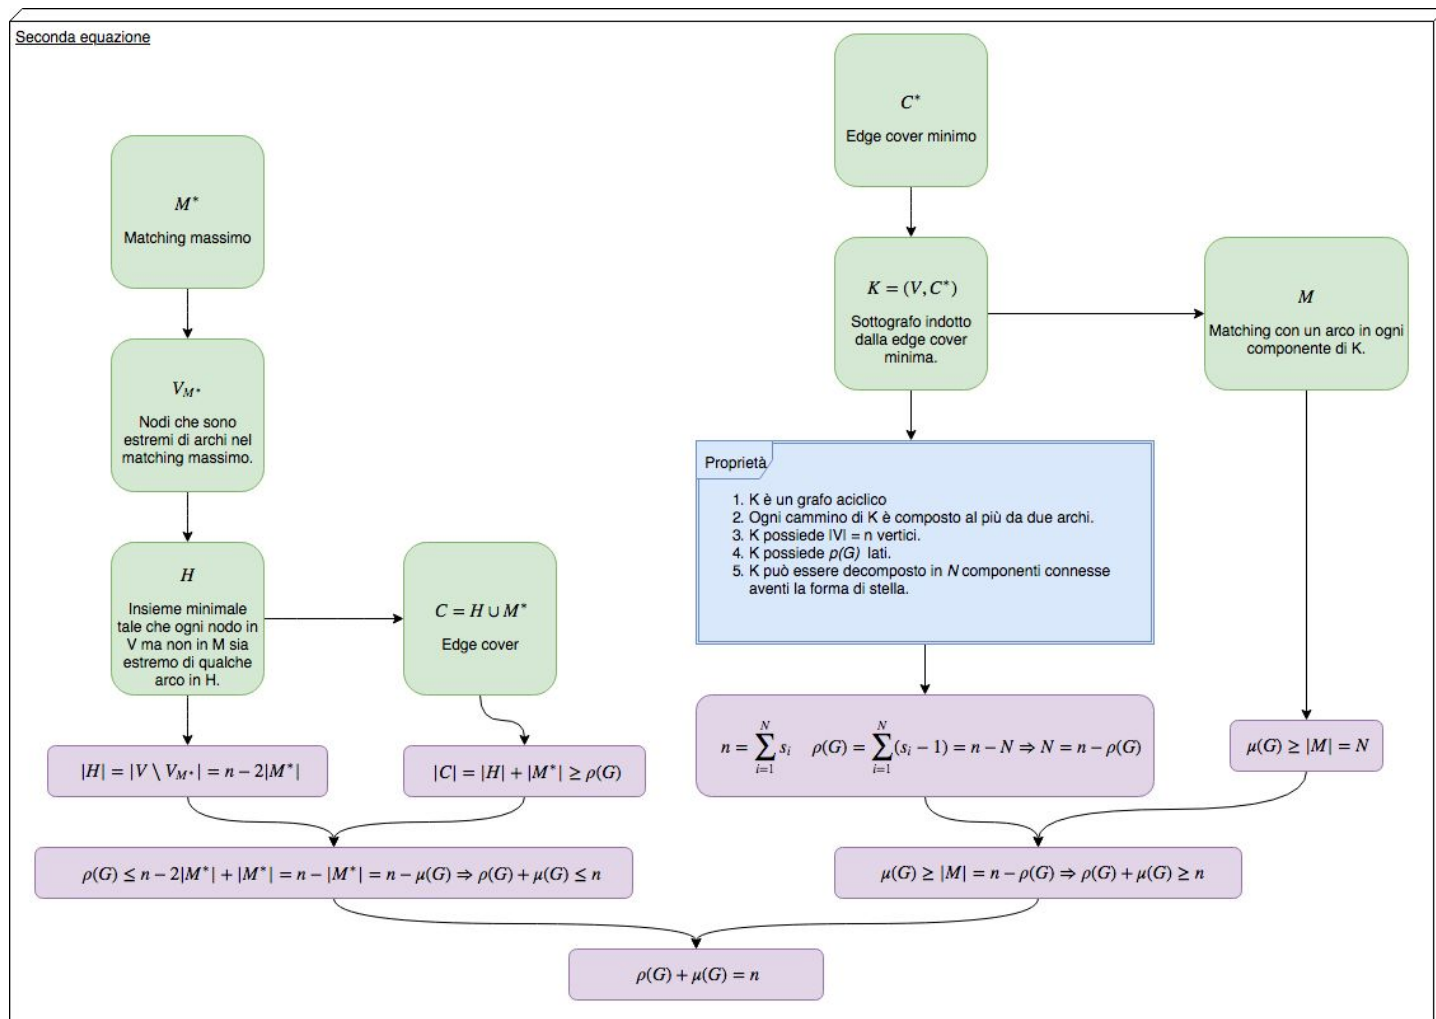 Seconda equazione
C*
Edge cover minimo
M*
Matching massimo
K = (V, C*)
Sottografo indotto
dalla edge cover
minima.
M
Matching con un arco in ogni
componente di K.
V_{M*}
Nodi che sono
estremi di archi nel
matching massimo.
Proprietà
1. K è un grafo aciclico
2. Ogni cammino di K è composto al più da due archi.
3. K possiede |V| = n vertici.
4. K possiede ρ(G) lati.
5. K può essere decomposto in N componenti connesse
aventi la forma di stella.
H
Insieme minimale
tale che ogni nodo in
V ma non in M sia
estremo di qualche
arco in H.
C = H ∪ M*
Edge cover
|H| = |V \ V_{M*}| = n − 2|M*|
|C| = |H| + |M*| ≥ ρ(G)
n = ∑_{i=1}^{N} s_i    ρ(G) = ∑_{i=1}^{N} (s_i − 1) = n − N ⇒ N = n − ρ(G)
μ(G) ≥ |M| = N
ρ(G) ≤ n − 2|M*| + |M*| = n − |M*| = n − μ(G) ⇒ ρ(G) + μ(G) ≤ n
μ(G) ≥ |M| = n − ρ(G) ⇒ ρ(G) + μ(G) ≥ n
ρ(G) + μ(G) = n